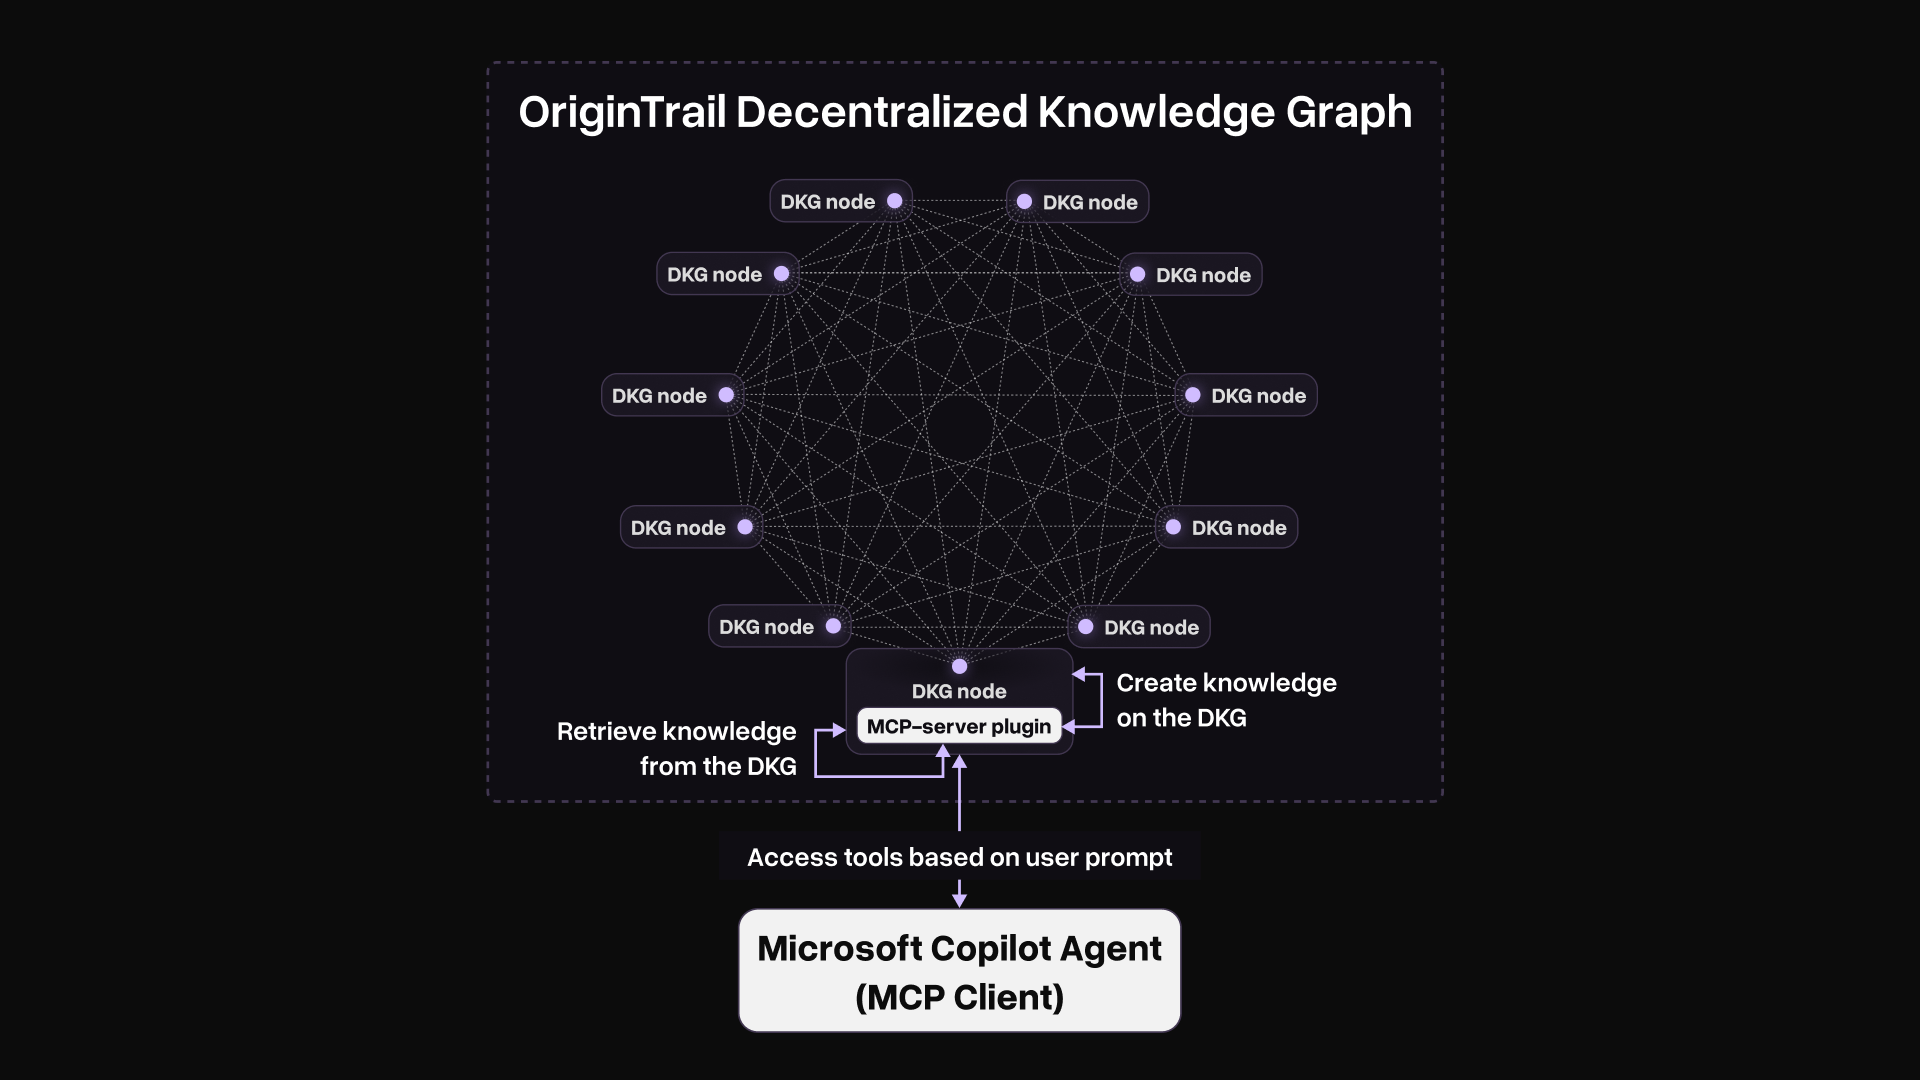 OriginTrail Decentralized Knowledge Graph
DKG node
DKG node
DKG node
DKG node
DKG node
DKG node
DKG node
DKG node
DKG node
DKG node
DKG node
MCP-server plugin
Create knowledge
on the DKG
Retrieve knowledge
from the DKG
Access tools based on user prompt
Microsoft Copilot Agent
(MCP Client)